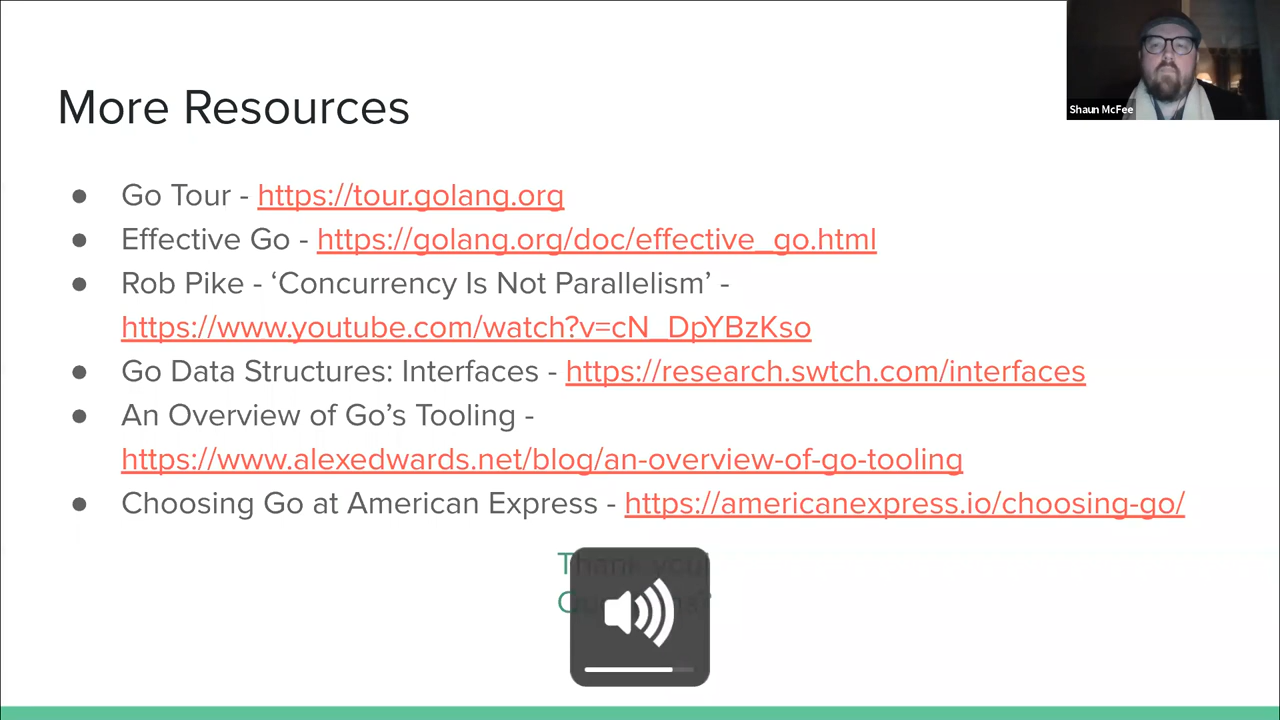 More Resources
Shaun McFee
● Go Tour - https://tour.golang.org
● Effective Go - https://golang.org/doc/effective_go.html
● Rob Pike - ‘Concurrency Is Not Parallelism’ -
https://www.youtube.com/watch?v=cN_DpYBzKso
● Go Data Structures: Interfaces - https://research.swtch.com/interfaces
● An Overview of Go’s Tooling -
https://www.alexedwards.net/blog/an-overview-of-go-tooling
● Choosing Go at American Express - https://americanexpress.io/choosing-go/
Thank you!
Questions?